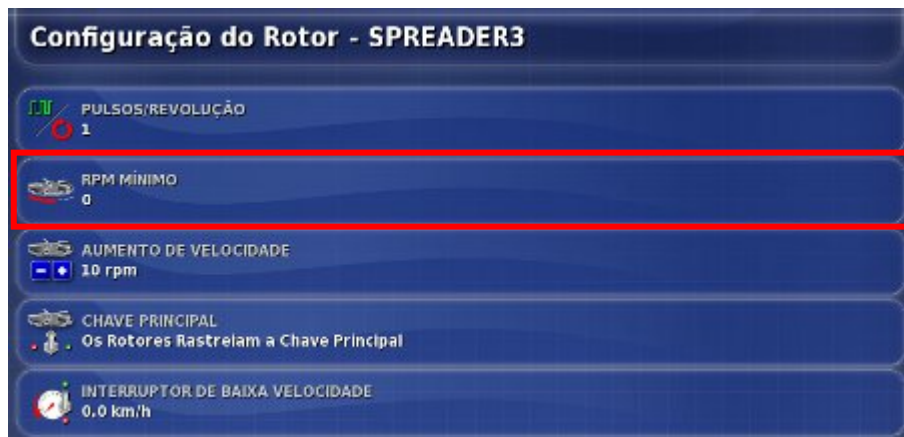 Configuração do Rotor - SPREADER3
PULSOS/REVOLUÇÃO
1
RPM MÍNIMO
0
AUMENTO DE VELOCIDADE
10 rpm
CHAVE PRINCIPAL
Os Rotores Rastreiam a Chave Principal
INTERRUPTOR DE BAIXA VELOCIDADE
0.0 km/h